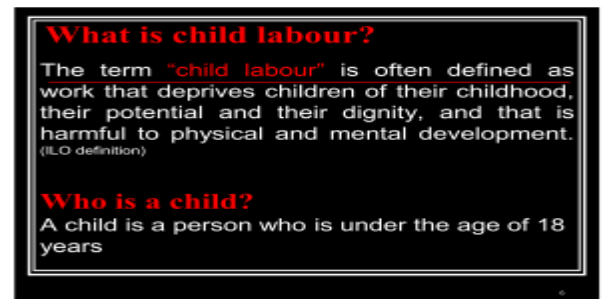 What is child labour?
The term “child labour” is often defined as
work that deprives children of their childhood,
their potential and their dignity, and that is
harmful to physical and mental development.
(ILO definition)
Who is a child?
A child is a person who is under the age of 18
years